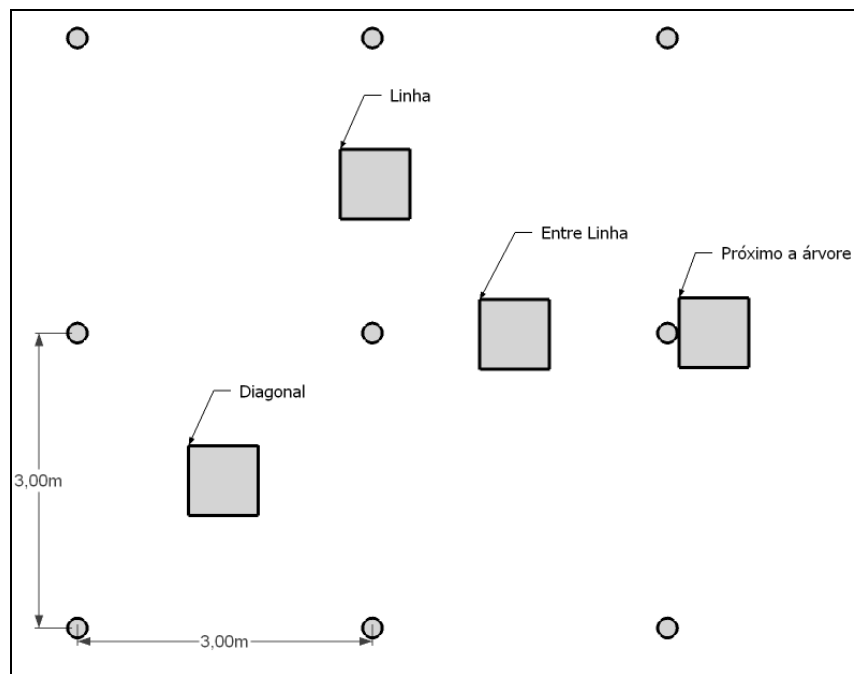 Linha
Entre Linha
Próximo a árvore
Diagonal
3,00m
3,00m